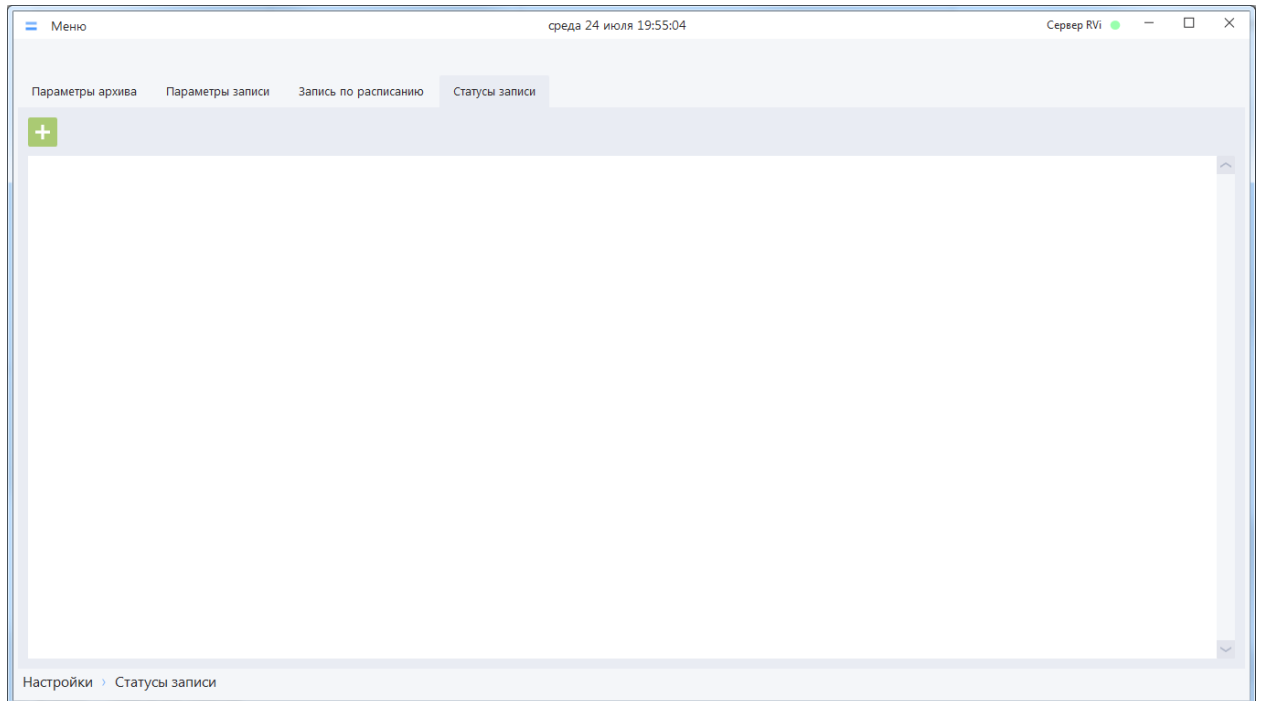 Меню среда 24 июля 19:55:04 Сервер RVi
Параметры архива Параметры записи Запись по расписанию Статусы записи
Настройки › Статусы записи